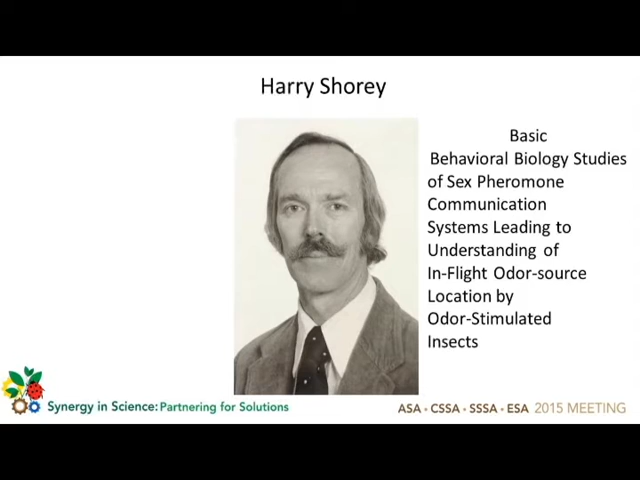 Harry Shorey
Basic
Behavioral Biology Studies
of Sex Pheromone
Communication
Systems Leading to
Understanding of
In-Flight Odor-source
Location by
Odor-Stimulated
Insects
Synergy in Science: Partnering for Solutions
ASA • CSSA • SSSA • ESA 2015 MEETING